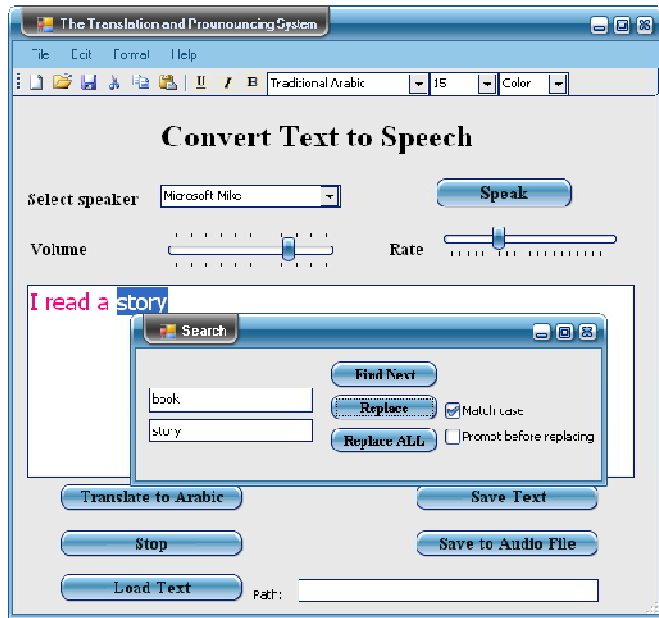 The Translation and Prounouncing System
File Edit Format Help
U I B Traditional Arabic 16 Color
Convert Text to Speech
Select speaker Microsoft Mike Speak
Volume Rate
I read a story
Search
Find Next
book
Replace Match case
story
Replace ALL Prompt before replacing
Translate to Arabic Save Text
Stop Save to Audio File
Load Text Path: